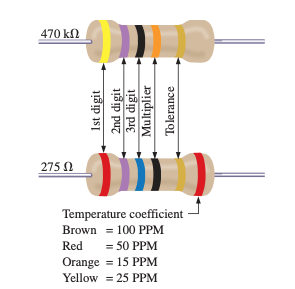 470 kΩ
1st digit
2nd digit
3rd digit
Multiplier
Tolerance
275 Ω
Temperature coefficient
Brown = 100 PPM
Red = 50 PPM
Orange = 15 PPM
Yellow = 25 PPM